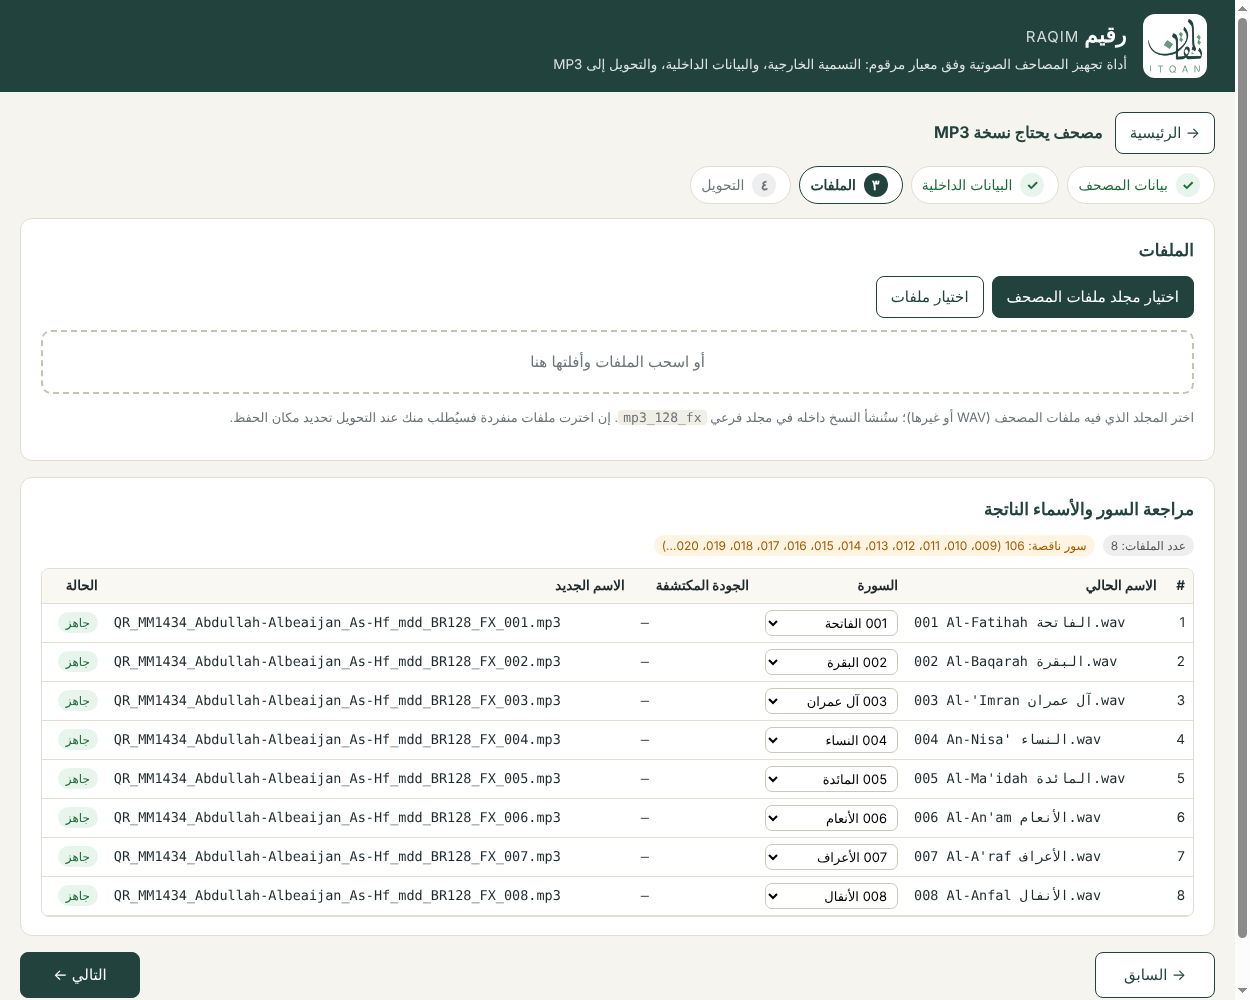 إتقان
ITQAN
رقيم RAQIM
أداة تجهيز المصاحف الصوتية وفق معيار مرقوم: التسمية الخارجية، والبيانات الداخلية، والتحويل إلى MP3
→ الرئيسية
مصحف يحتاج نسخة MP3
✓ بيانات المصحف
✓ البيانات الداخلية
٣ الملفات
٤ التحويل
الملفات
اختيار مجلد ملفات المصحف
اختيار ملفات
أو اسحب الملفات وأفلتها هنا
اختر المجلد الذي فيه ملفات المصحف (WAV أو غيرها)؛ ستُنشأ النسخ داخله في مجلد فرعي mp3_128_fx. إن اخترت ملفات منفردة فسيُطلب منك عند التحويل تحديد مكان الحفظ.
مراجعة السور والأسماء الناتجة
عدد الملفات: 8
سور ناقصة: 106 (009، 010، 011، 012، 013، 014، 015، 016، 017، 018، 019، 020…)
# الاسم الحالي السورة الجودة المكتشفة الاسم الجديد الحالة
1 001 Al-Fatihah الفاتحة.wav 001 الفاتحة — QR_MM1434_Abdullah-Albeaijan_As-Hf_mdd_BR128_FX_001.mp3 جاهز
2 002 Al-Baqarah البقرة.wav 002 البقرة — QR_MM1434_Abdullah-Albeaijan_As-Hf_mdd_BR128_FX_002.mp3 جاهز
3 003 Al-'Imran آل عمران.wav 003 آل عمران — QR_MM1434_Abdullah-Albeaijan_As-Hf_mdd_BR128_FX_003.mp3 جاهز
4 004 An-Nisa' النساء.wav 004 النساء — QR_MM1434_Abdullah-Albeaijan_As-Hf_mdd_BR128_FX_004.mp3 جاهز
5 005 Al-Ma'idah المائدة.wav 005 المائدة — QR_MM1434_Abdullah-Albeaijan_As-Hf_mdd_BR128_FX_005.mp3 جاهز
6 006 Al-An'am الأنعام.wav 006 الأنعام — QR_MM1434_Abdullah-Albeaijan_As-Hf_mdd_BR128_FX_006.mp3 جاهز
7 007 Al-A'raf الأعراف.wav 007 الأعراف — QR_MM1434_Abdullah-Albeaijan_As-Hf_mdd_BR128_FX_007.mp3 جاهز
8 008 Al-Anfal الأنفال.wav 008 الأنفال — QR_MM1434_Abdullah-Albeaijan_As-Hf_mdd_BR128_FX_008.mp3 جاهز
→ السابق
التالي ←